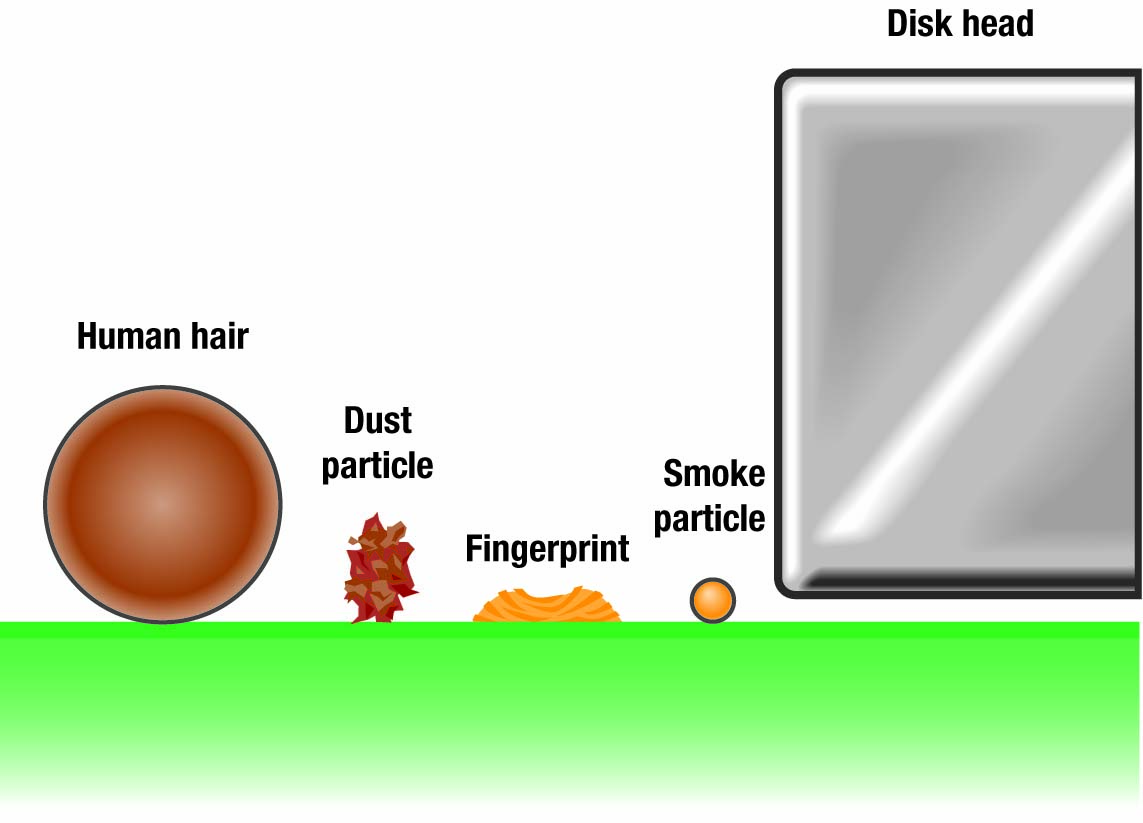 Disk head
Human hair
Dust
particle
Fingerprint
Smoke
particle